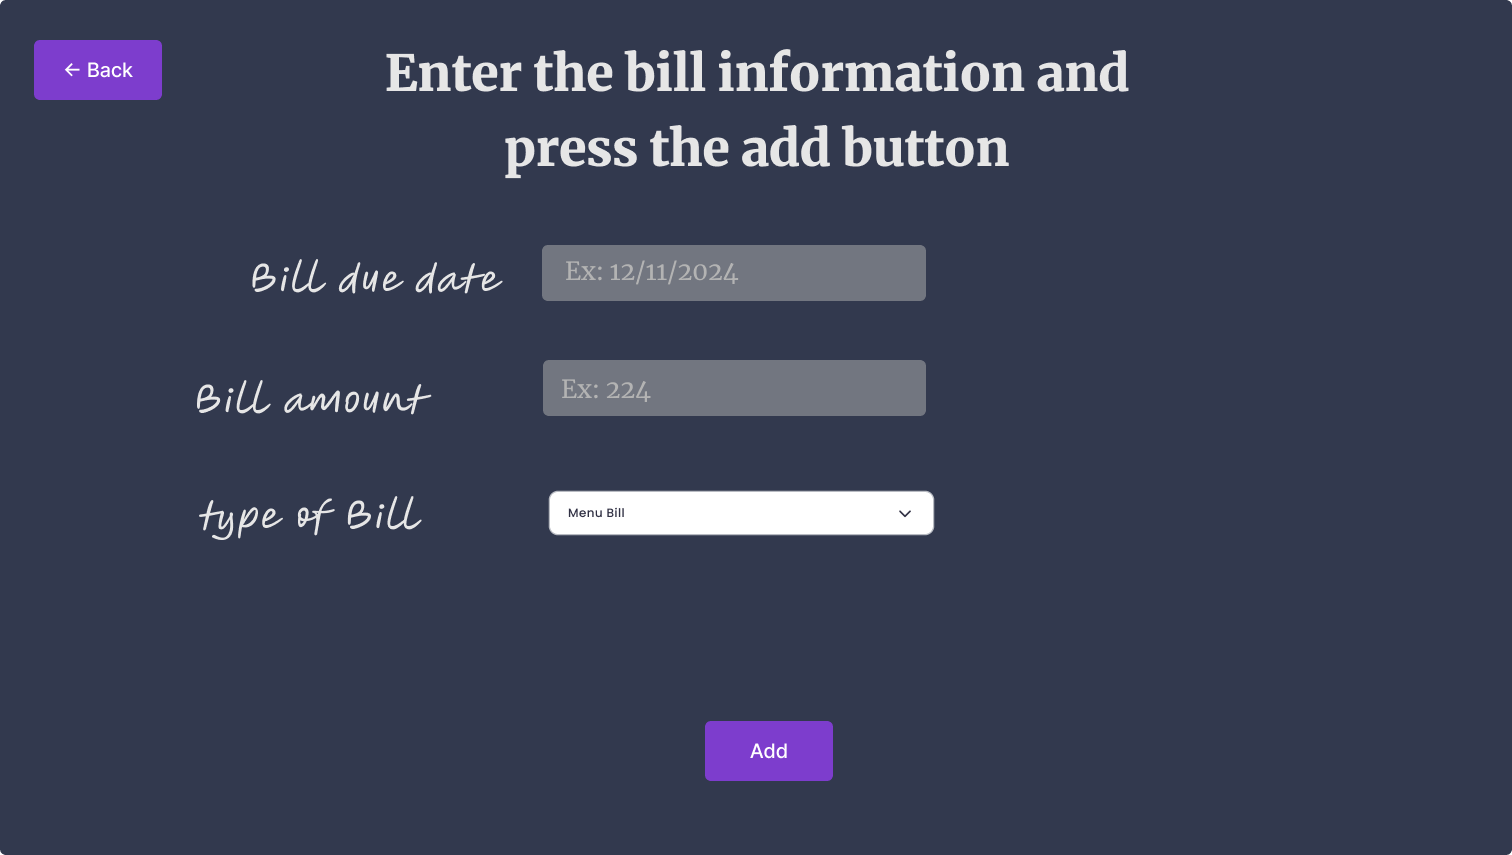 ← Back
Enter the bill information and
press the add button
Bill due date
Ex: 12/11/2024
Bill amount
Ex: 224
type of Bill
Menu Bill
Add